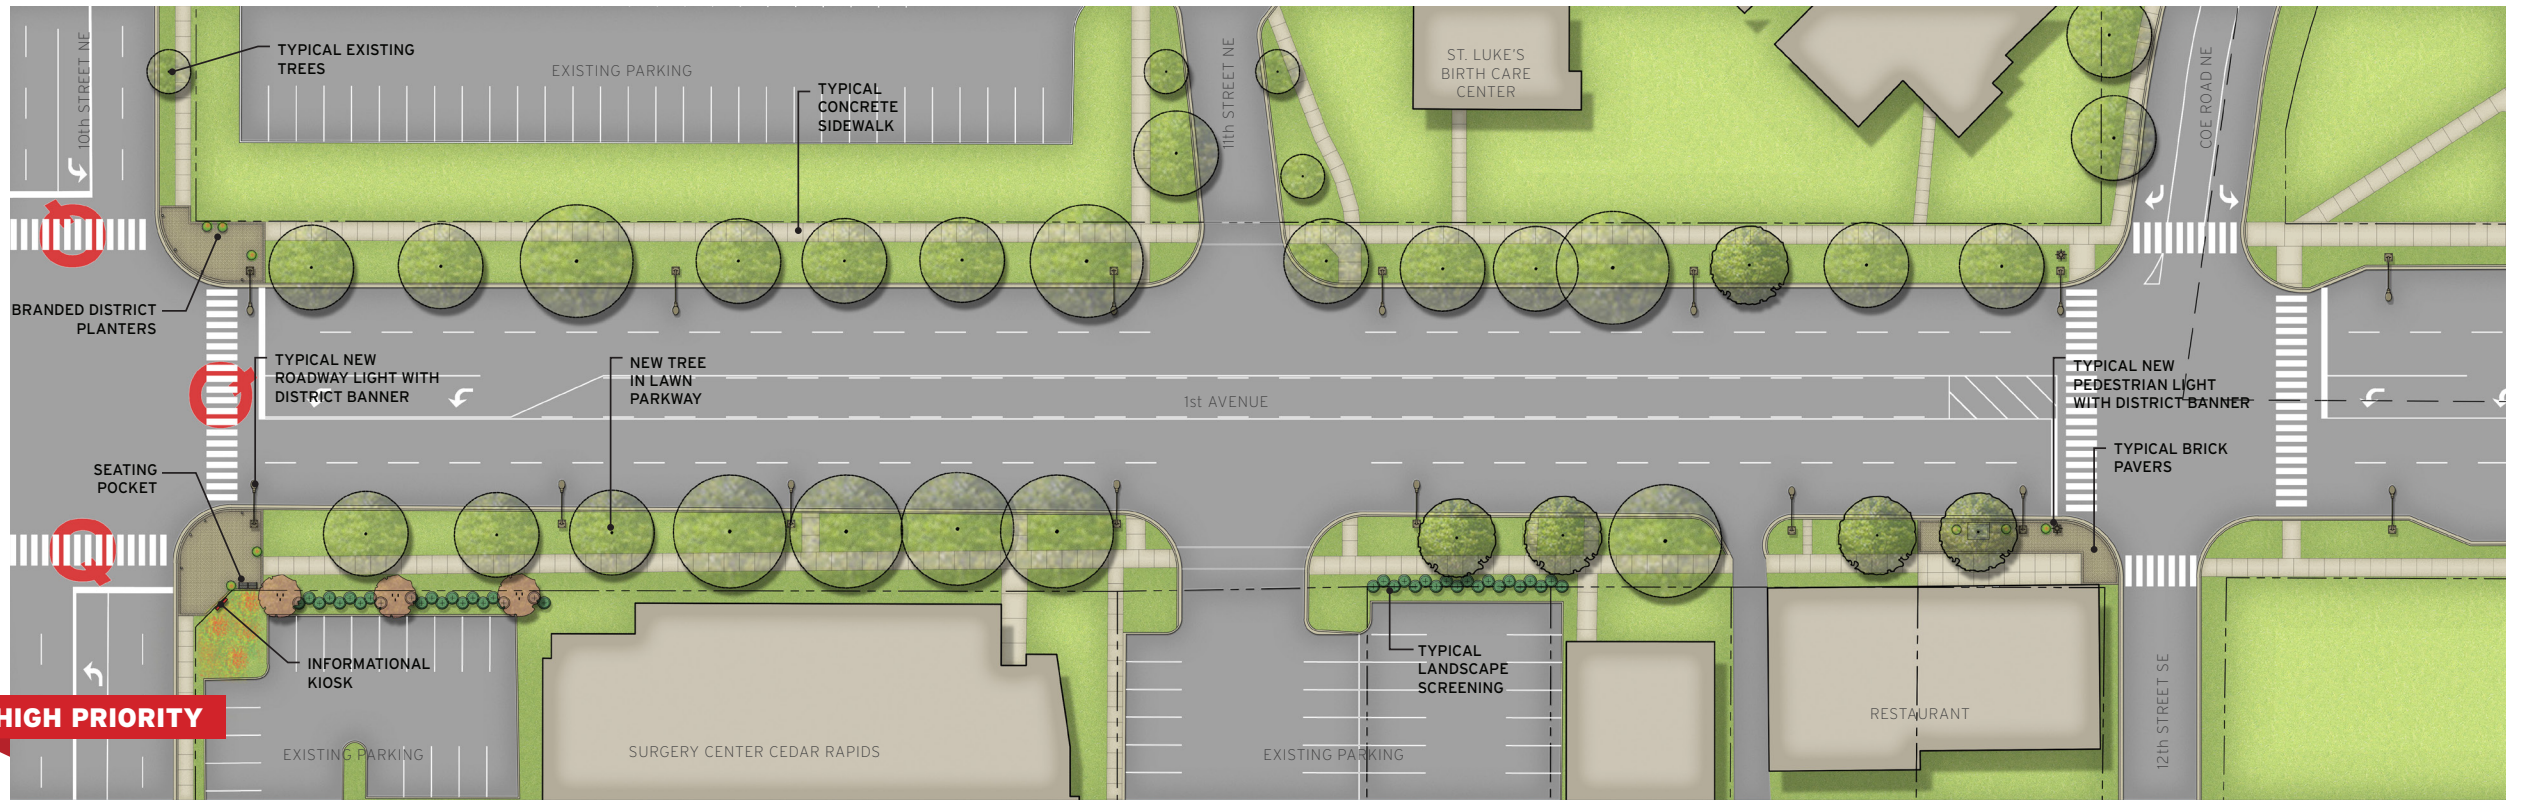 10th STREET NE
TYPICAL EXISTING
TREES
EXISTING PARKING
TYPICAL
CONCRETE
SIDEWALK
11th STREET NE
ST. LUKE'S
BIRTH CARE
CENTER
COE ROAD NE
Q
BRANDED DISTRICT
PLANTERS
Q
TYPICAL NEW
ROADWAY LIGHT WITH
DISTRICT BANNER
NEW TREE
IN LAWN
PARKWAY
1st AVENUE
TYPICAL NEW
PEDESTRIAN LIGHT
WITH DISTRICT BANNER
SEATING
POCKET
TYPICAL BRICK
PAVERS
Q
INFORMATIONAL
KIOSK
TYPICAL
LANDSCAPE
SCREENING
HIGH PRIORITY
EXISTING PARKING
SURGERY CENTER CEDAR RAPIDS
EXISTING PARKING
RESTAURANT
12th STREET SE